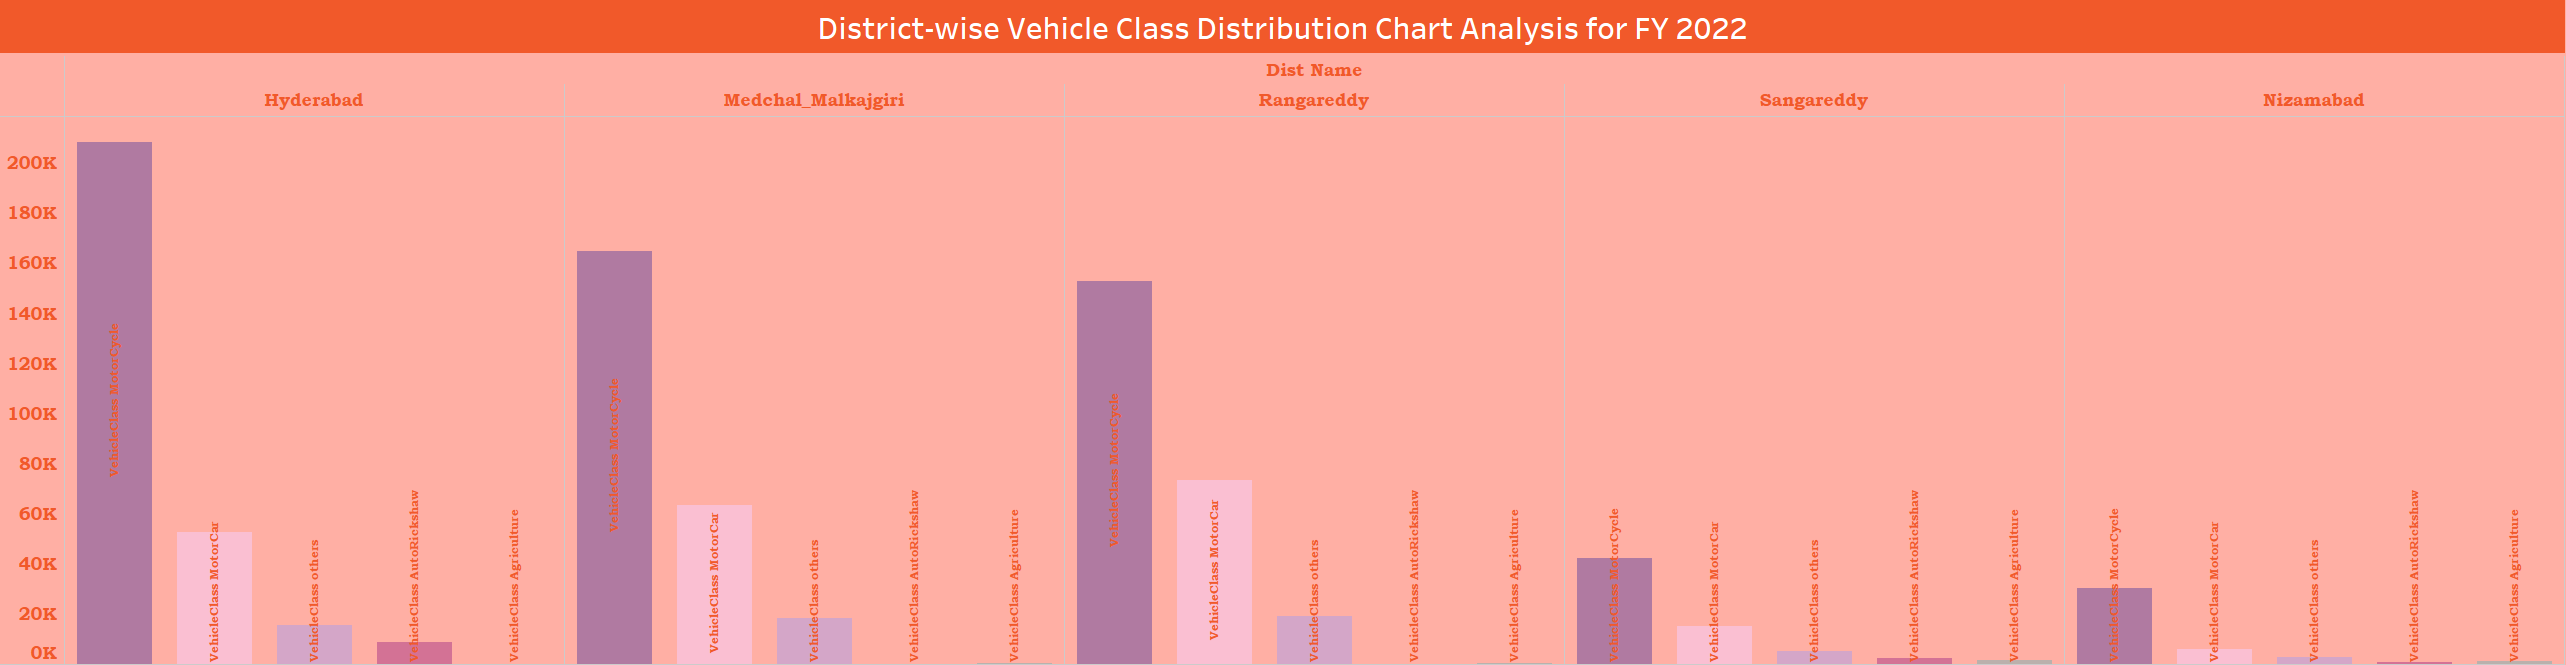 District-wise Vehicle Class Distribution Chart Analysis for FY 2022
Dist Name
Hyderabad
Medchal_Malkajgiri
Rangareddy
Sangareddy
Nizamabad
200K
180K
160K
140K
120K
100K
80K
60K
40K
20K
0K
VehicleClass MotorCycle
VehicleClass MotorCar
VehicleClass others
VehicleClass AutoRickshaw
VehicleClass Agriculture
VehicleClass MotorCycle
VehicleClass MotorCar
VehicleClass others
VehicleClass AutoRickshaw
VehicleClass Agriculture
VehicleClass MotorCycle
VehicleClass MotorCar
VehicleClass others
VehicleClass AutoRickshaw
VehicleClass Agriculture
VehicleClass MotorCycle
VehicleClass MotorCar
VehicleClass others
VehicleClass AutoRickshaw
VehicleClass Agriculture
VehicleClass MotorCycle
VehicleClass MotorCar
VehicleClass others
VehicleClass AutoRickshaw
VehicleClass Agriculture